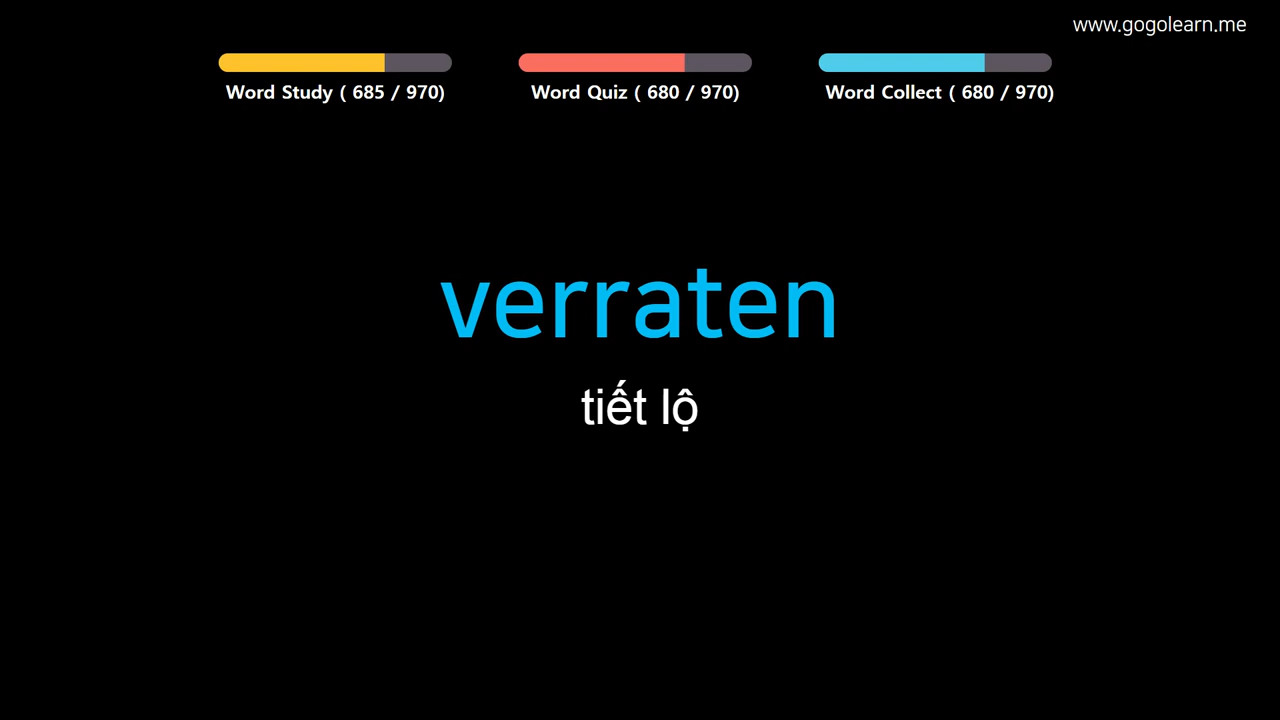 www.gogolearn.me
Word Study ( 685 / 970)
Word Quiz ( 680 / 970)
Word Collect ( 680 / 970)
verraten
tiết lộ